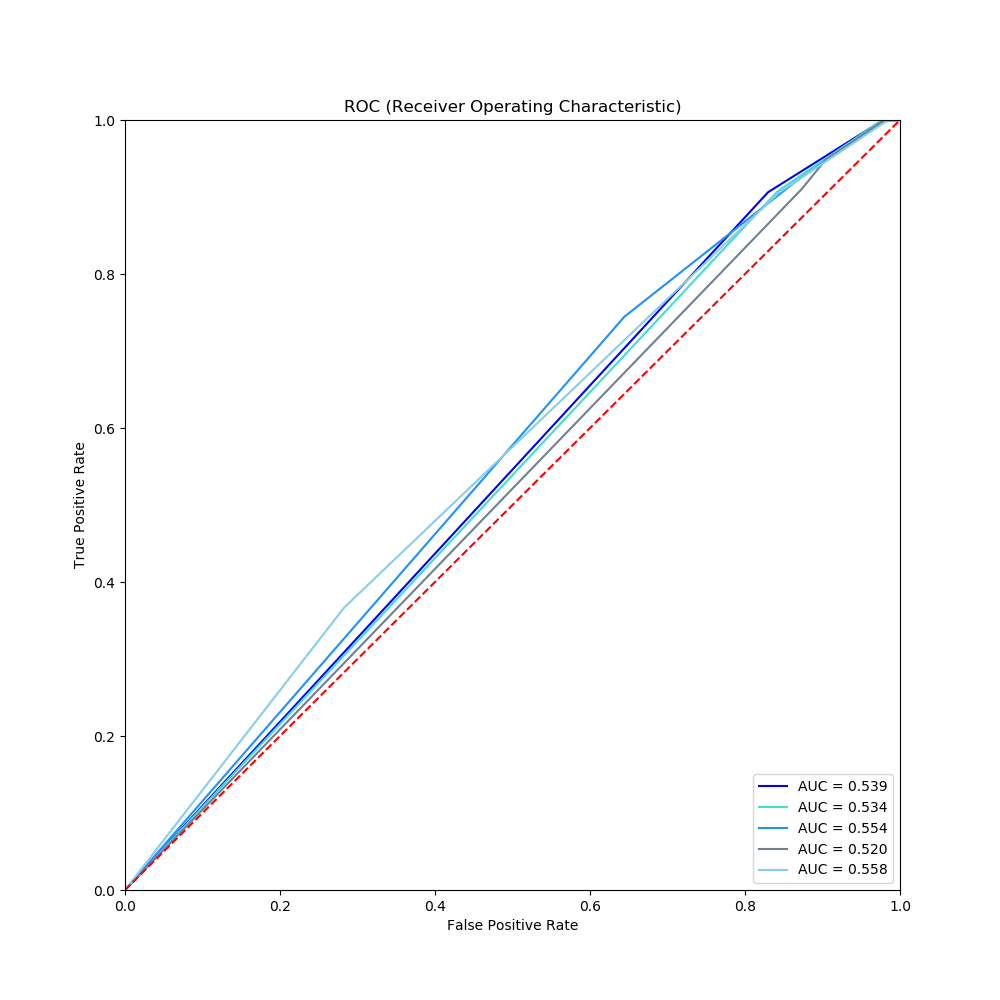 ROC (Receiver Operating Characteristic)
1.0
0.8
0.6
0.4
0.2
0.0
True Positive Rate
0.0 0.2 0.4 0.6 0.8 1.0
False Positive Rate
AUC = 0.539
AUC = 0.534
AUC = 0.554
AUC = 0.520
AUC = 0.558